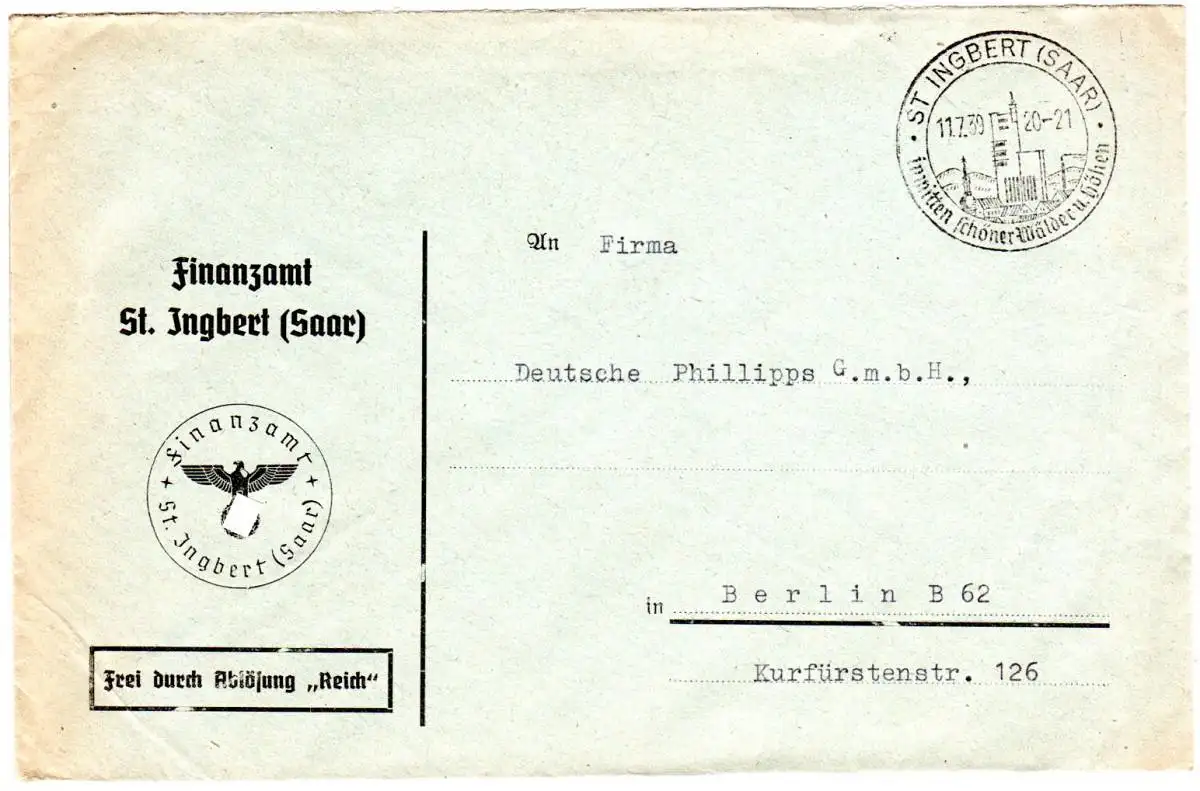 Finanzamt
St. Ingbert (Saar)
Finanzamt
St. Ingbert (Saar)
Frei durch Ablösung „Reich“
ST INGBERT (SAAR)
11.7.39 20-21
inmitten schöner Wälder u. Höhen
An Firma
Deutsche Phillipps G.m.b.H.,
in Berlin B 62
Kurfürstenstr. 126